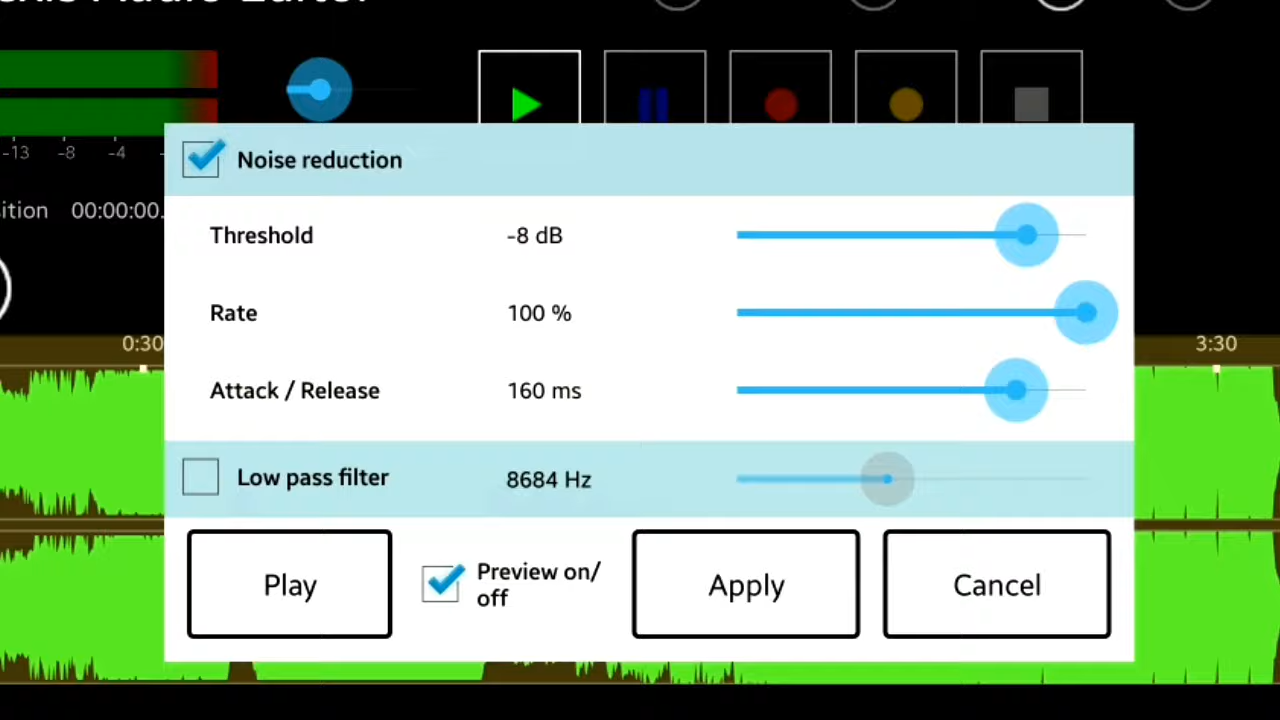 -13 -8 -4
Noise reduction
00:00:00.
Threshold -8 dB
Rate 100 %
0:30 3:30
Attack / Release 160 ms
Low pass filter 8684 Hz
Play
Preview on/
off
Apply
Cancel